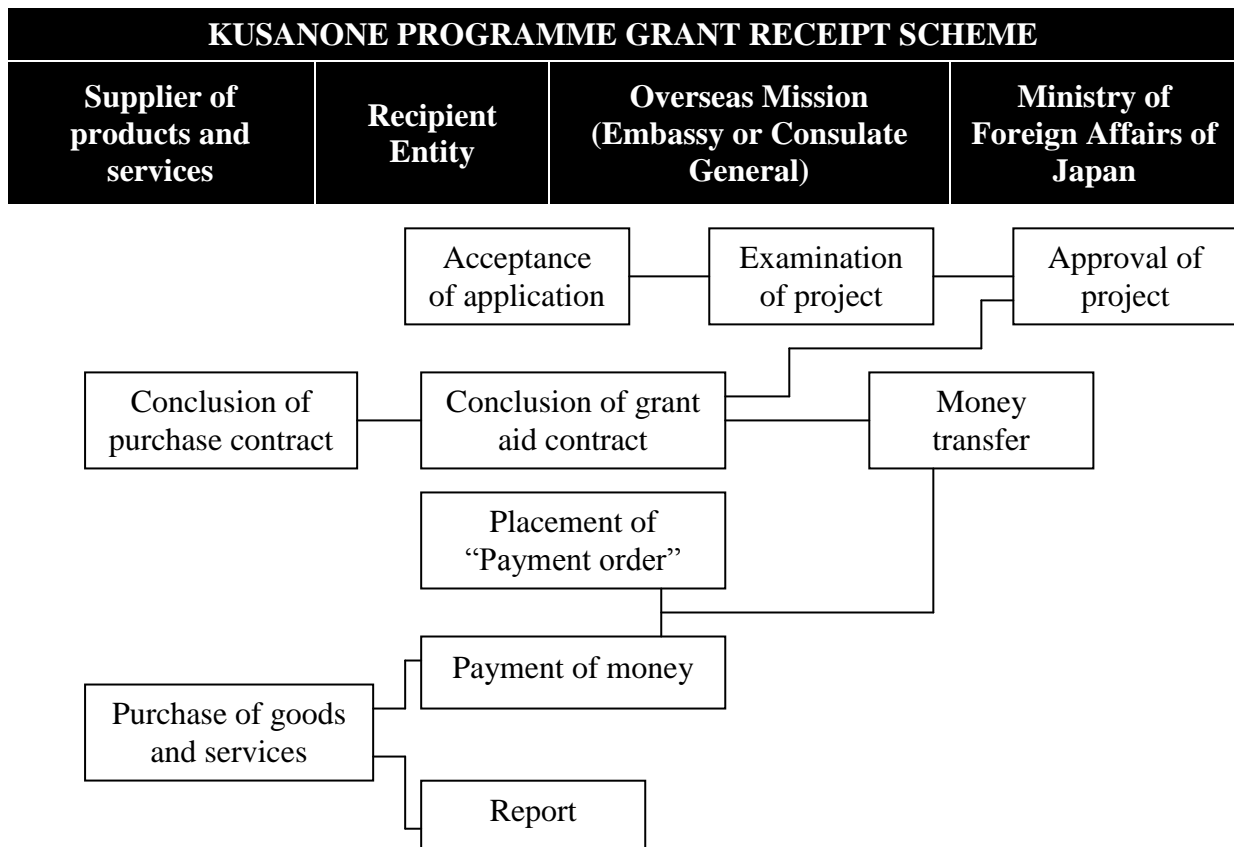 KUSANONE PROGRAMME GRANT RECEIPT SCHEME
Supplier of
products and
services
Recipient
Entity
Overseas Mission
(Embassy or Consulate
General)
Ministry of
Foreign Affairs of
Japan
Acceptance
of application
Examination
of project
Approval of
project
Conclusion of
purchase contract
Conclusion of grant
aid contract
Money
transfer
Placement of
“Payment order”
Payment of money
Purchase of goods
and services
Report